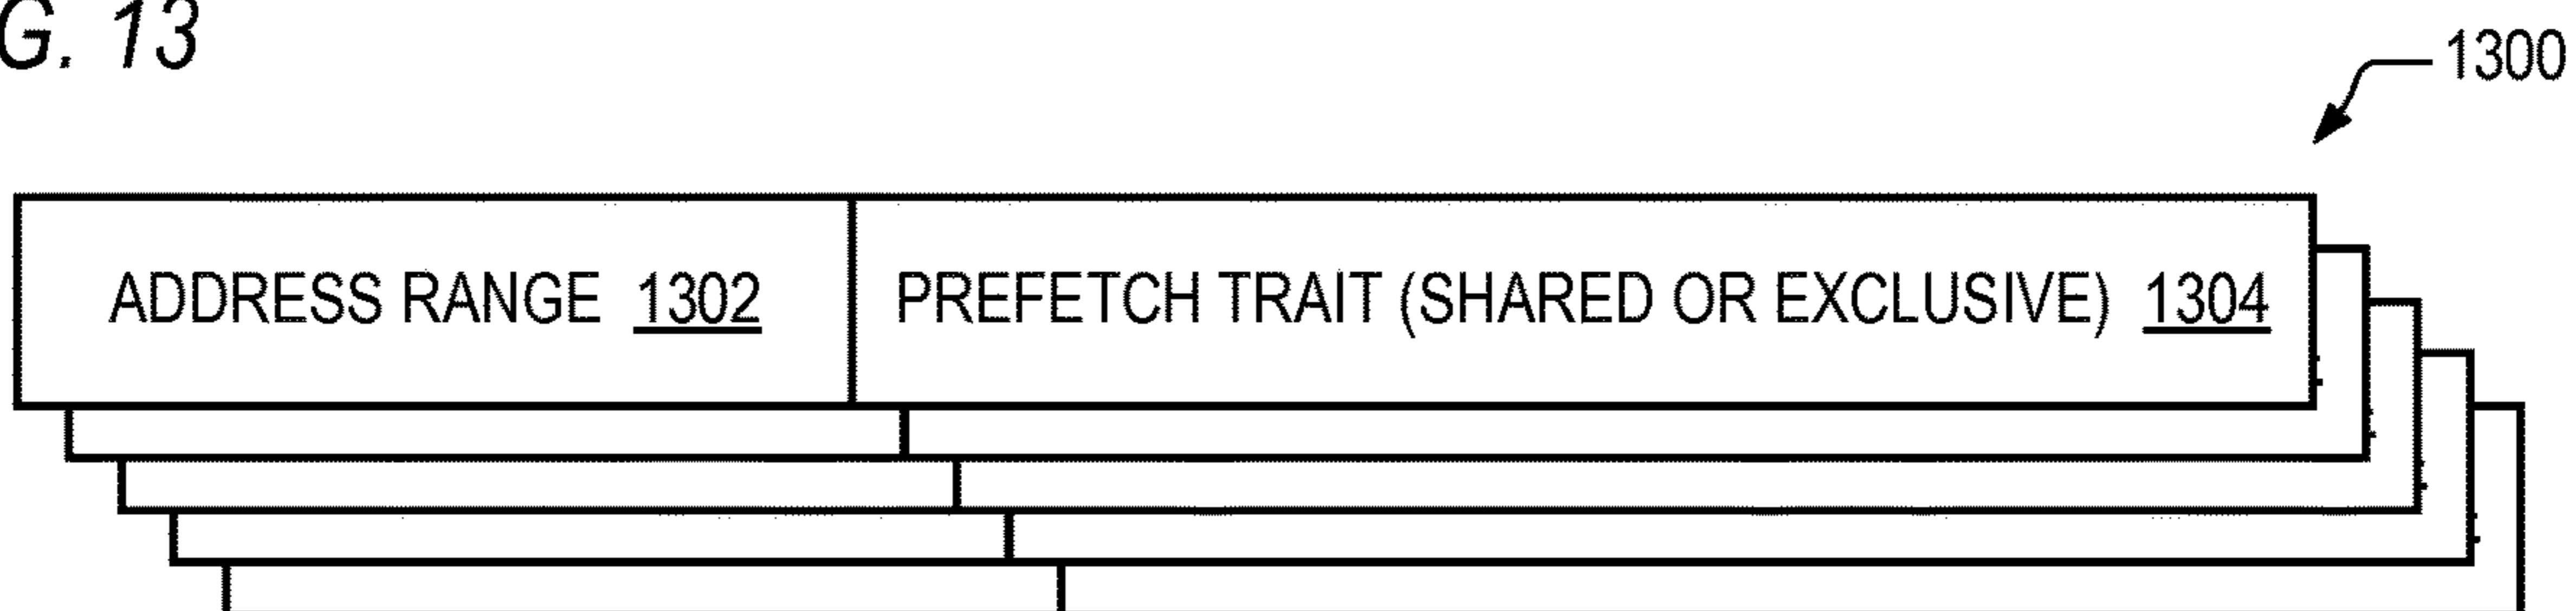 G. 13
1300
ADDRESS RANGE 1302 PREFETCH TRAIT (SHARED OR EXCLUSIVE) 1304